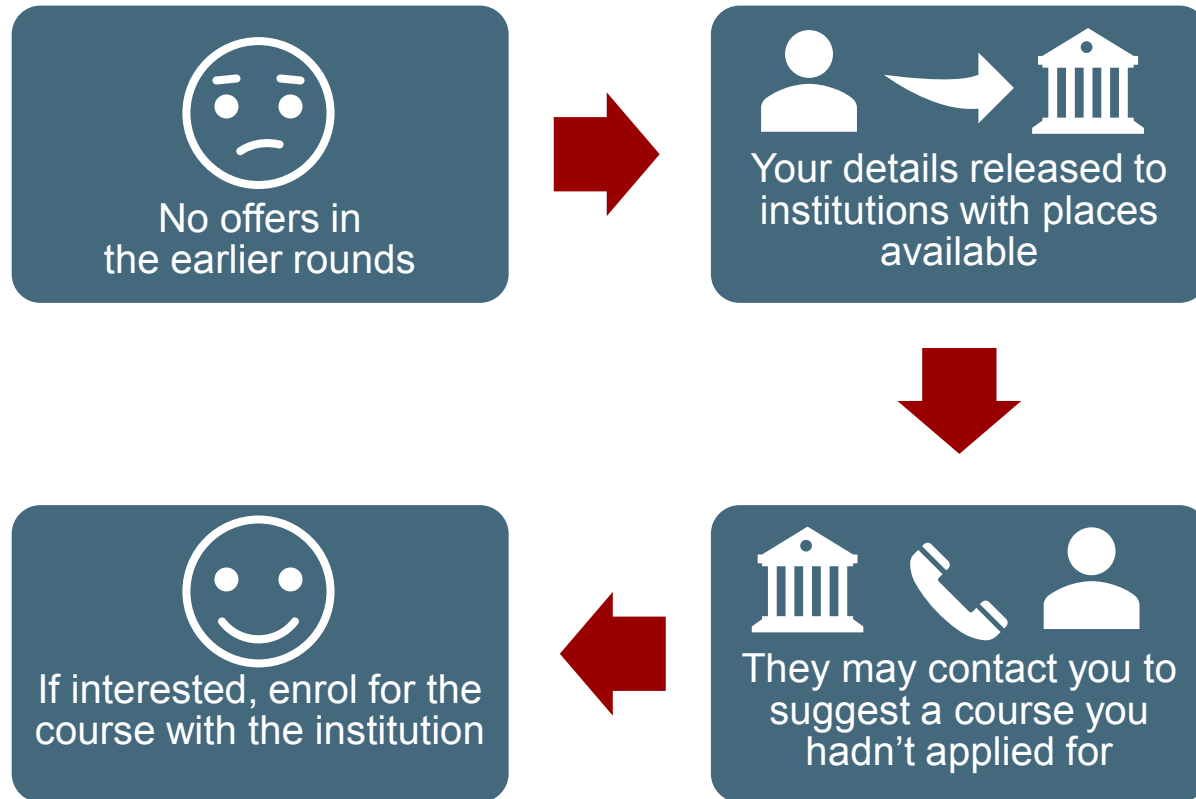 No offers in
the earlier rounds
Your details released to
institutions with places
available
They may contact you to
suggest a course you
hadn’t applied for
If interested, enrol for the
course with the institution